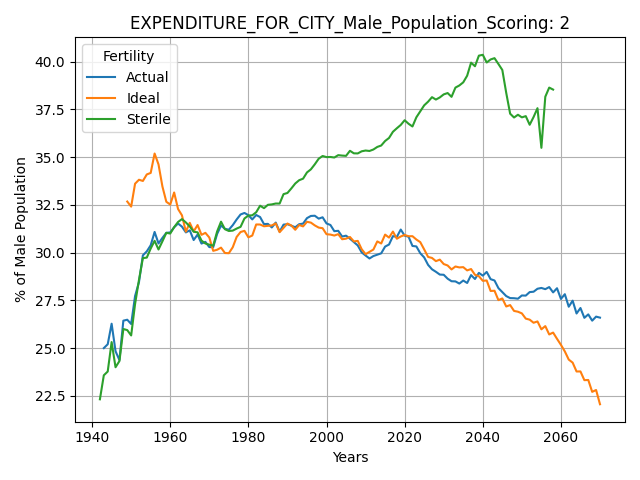 EXPENDITURE_FOR_CITY_Male_Population_Scoring: 2
Fertility
Actual
Ideal
Sterile
% of Male Population
40.0
37.5
35.0
32.5
30.0
27.5
25.0
22.5
1940
1960
1980
2000
2020
2040
2060
Years